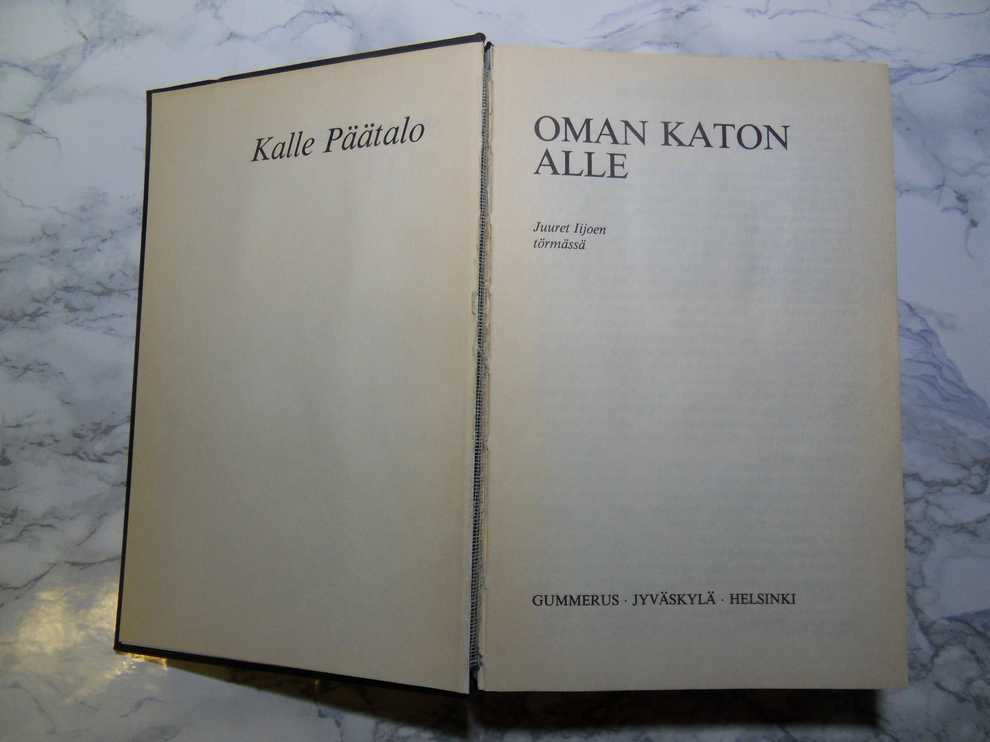 Kalle Päätalo
OMAN KATON
ALLE
Juuret Iijoen
törmässä
GUMMERUS · JYVÄSKYLÄ · HELSINKI